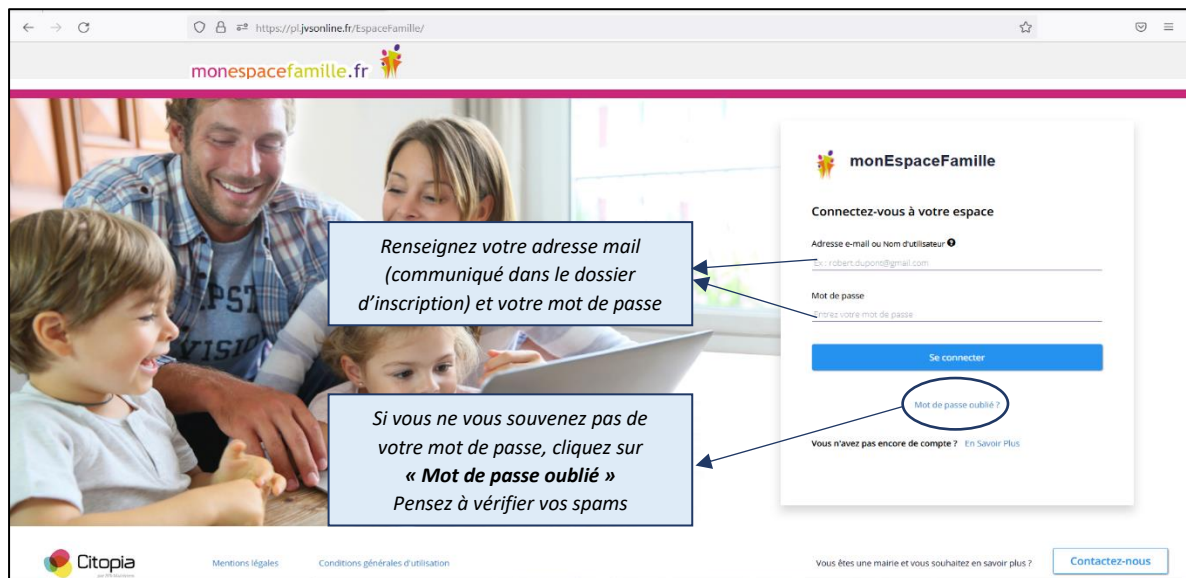 https://pl.jvsonline.fr/EspaceFamille/
monespacefamille.fr
monEspaceFamille
Connectez-vous à votre espace
Adresse e-mail ou Nom d'utilisateur ?
Ex : robert.dupont@gmail.com
Mot de passe
Entrez votre mot de passe
Se connecter
Mot de passe oublié ?
Vous n'avez pas encore de compte ? En Savoir Plus
Renseignez votre adresse mail
(communiqué dans le dossier
d'inscription) et votre mot de passe
Si vous ne vous souvenez pas de
votre mot de passe, cliquez sur
« Mot de passe oublié »
Pensez à vérifier vos spams
Citopia
Mentions légales
Conditions générales d'utilisation
Vous êtes une mairie et vous souhaitez en savoir plus ?
Contactez-nous